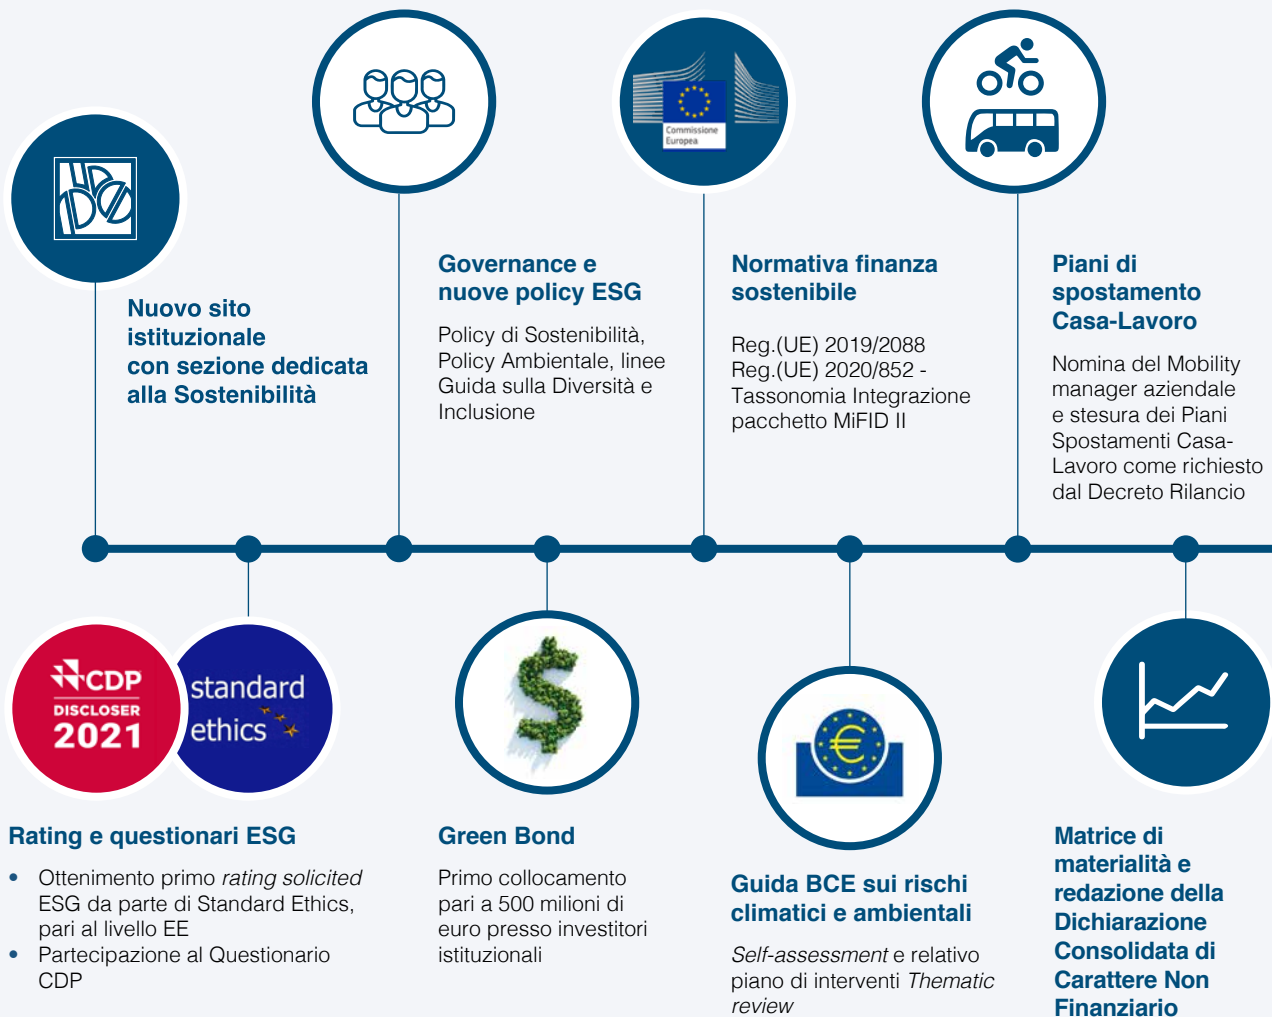 Commissione
Europea
Nuovo sito
istituzionale
con sezione dedicata
alla Sostenibilità
Governance e
nuove policy ESG
Policy di Sostenibilità,
Policy Ambientale, linee
Guida sulla Diversità e
Inclusione
Normativa finanza
sostenibile
Reg.(UE) 2019/2088
Reg.(UE) 2020/852 -
Tassonomia Integrazione
pacchetto MiFID II
Piani di
spostamento
Casa-Lavoro
Nomina del Mobility
manager aziendale
e stesura dei Piani
Spostamenti Casa-
Lavoro come richiesto
dal Decreto Rilancio
CDP
DISCLOSER
2021
standard
ethics
Rating e questionari ESG
• Ottenimento primo rating solicited
ESG da parte di Standard Ethics,
pari al livello EE
• Partecipazione al Questionario
CDP
Green Bond
Primo collocamento
pari a 500 milioni di
euro presso investitori
istituzionali
Guida BCE sui rischi
climatici e ambientali
Self-assessment e relativo
piano di interventi Thematic
review
Matrice di
materialità e
redazione della
Dichiarazione
Consolidata di
Carattere Non
Finanziario